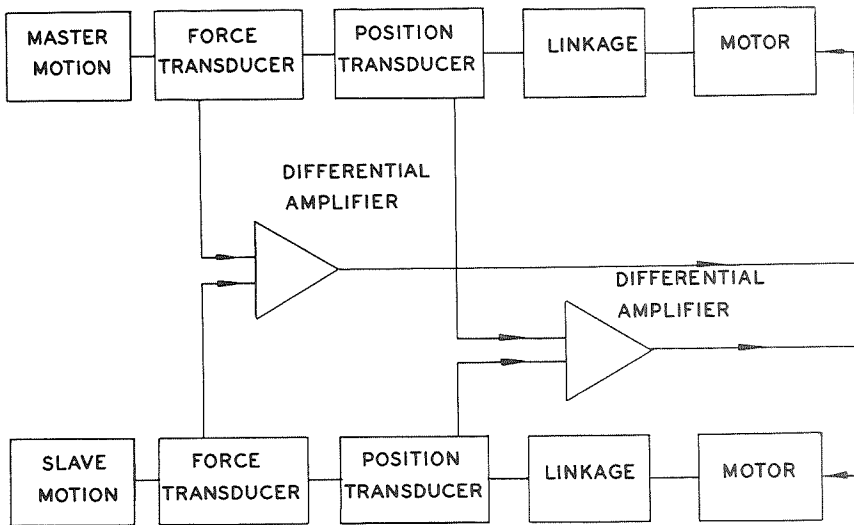 MASTER
MOTION
FORCE
TRANSDUCER
POSITION
TRANSDUCER
LINKAGE
MOTOR
DIFFERENTIAL
AMPLIFIER
DIFFERENTIAL
AMPLIFIER
SLAVE
MOTION
FORCE
TRANSDUCER
POSITION
TRANSDUCER
LINKAGE
MOTOR